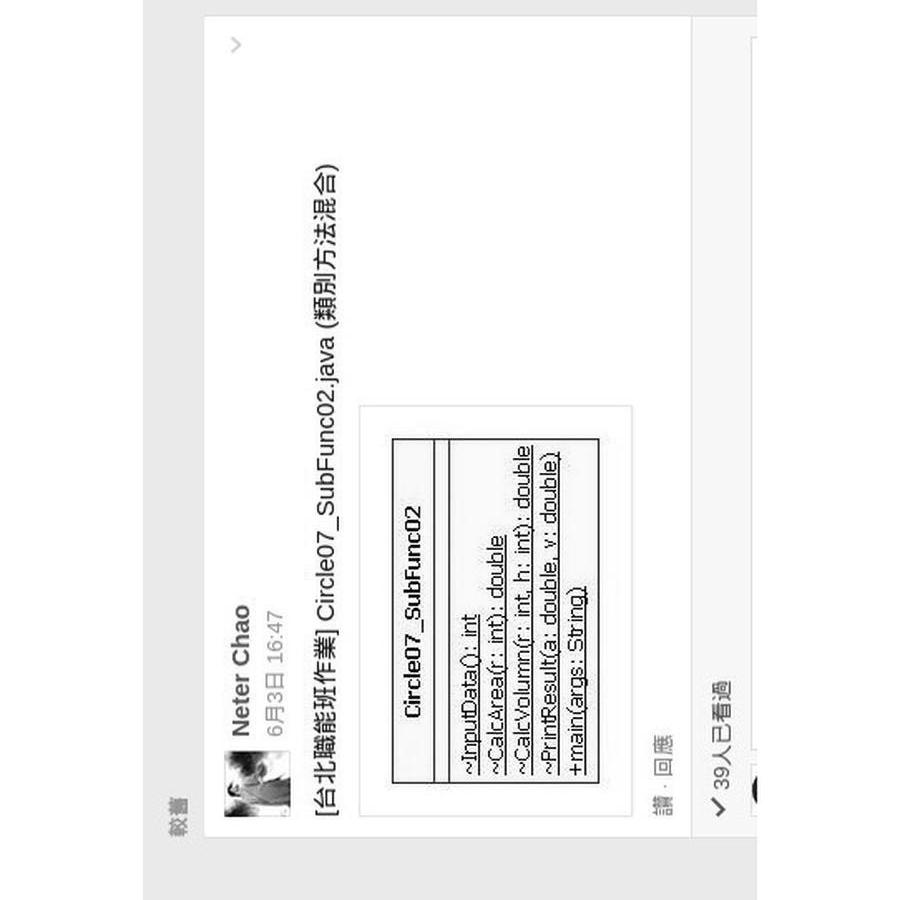 較舊
Neter Chao
6月3日 16:47
[台北職能班作業] Circle07_SubFunc02.java (類別方法混合)
Circle07_SubFunc02
~InputData(): int
~CalcArea(r: int): double
~CalcVolumn(r: int, h: int): double
~PrintResult(a: double, v: double)
+main(args: String)
讚 · 回應
39人已看過